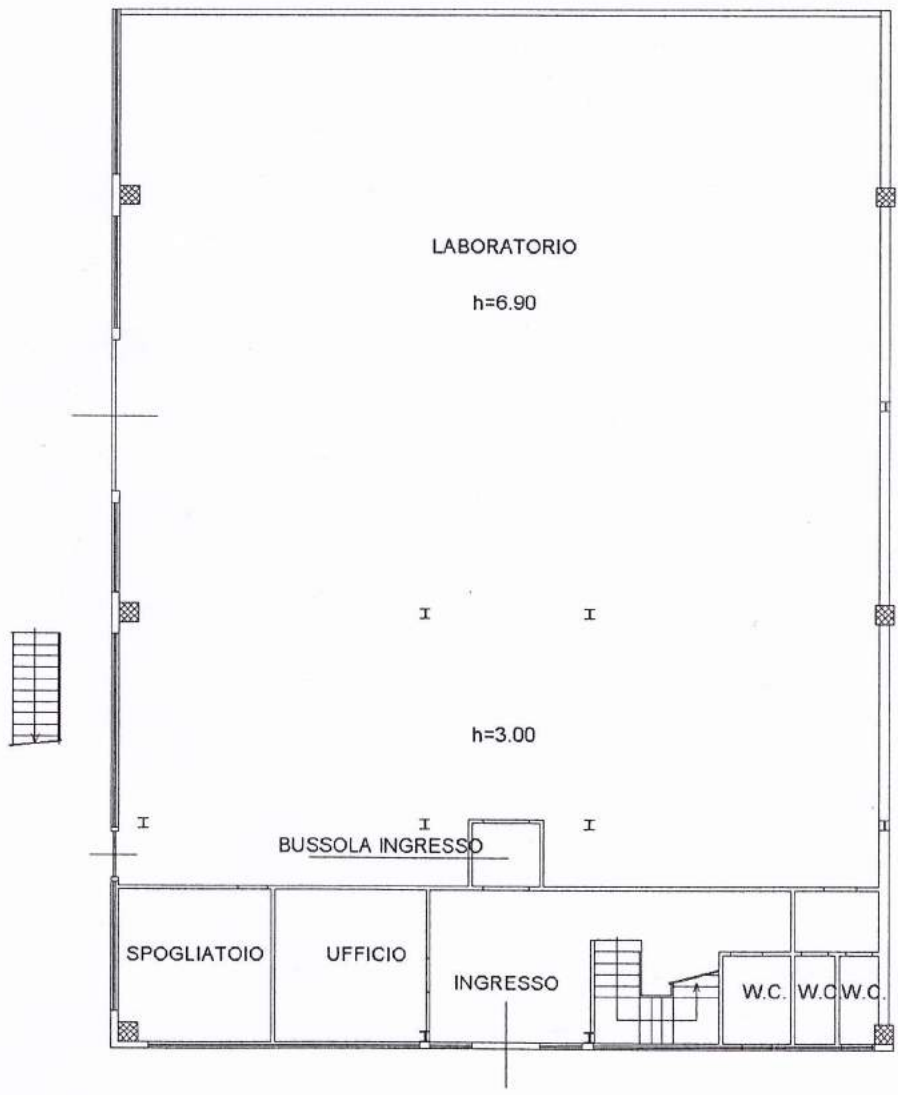 LABORATORIO
h=6.90
h=3.00
BUSSOLA INGRESSO
SPOGLIATOIO
UFFICIO
INGRESSO
W.C.
W.C
W.C.